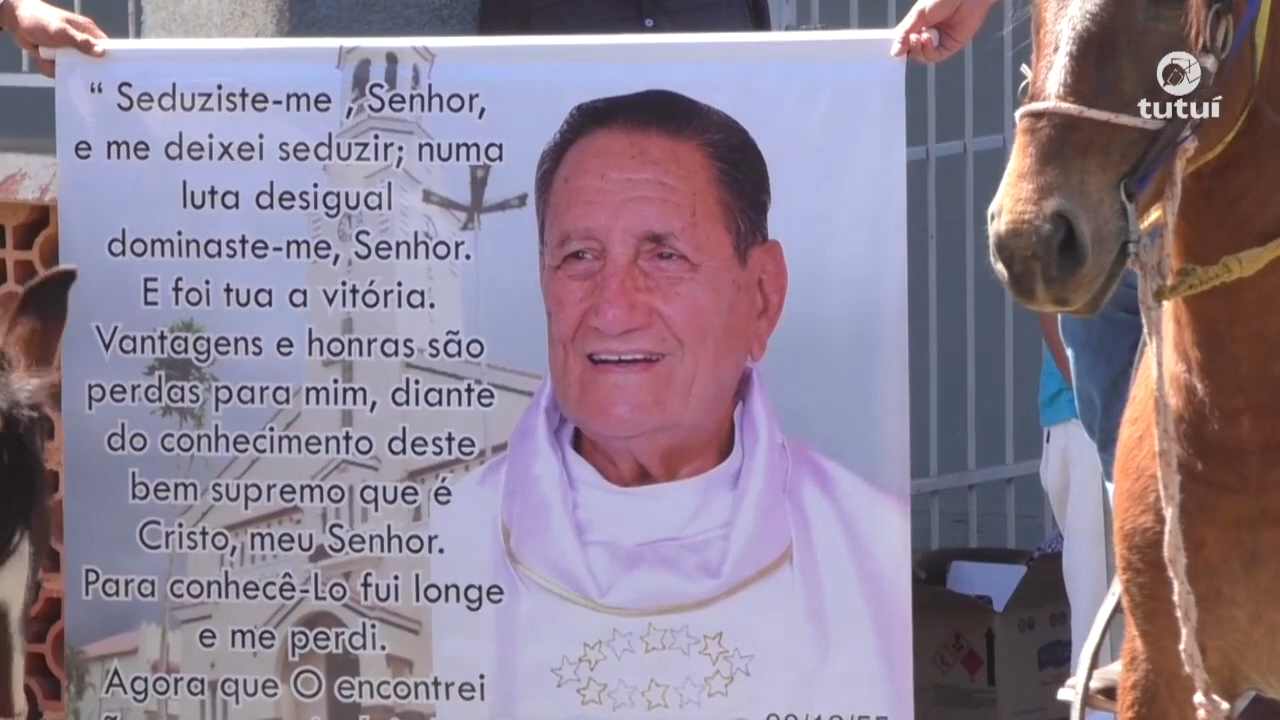 “ Seduziste-me , Senhor,
e me deixei seduzir; numa
luta desigual
dominaste-me, Senhor.
E foi tua a vitória.
Vantagens e honras são
perdas para mim, diante
do conhecimento deste
bem supremo que é
Cristo, meu Senhor.
Para conhecê-Lo fui longe
e me perdi.
Agora que O encontrei
tutuí